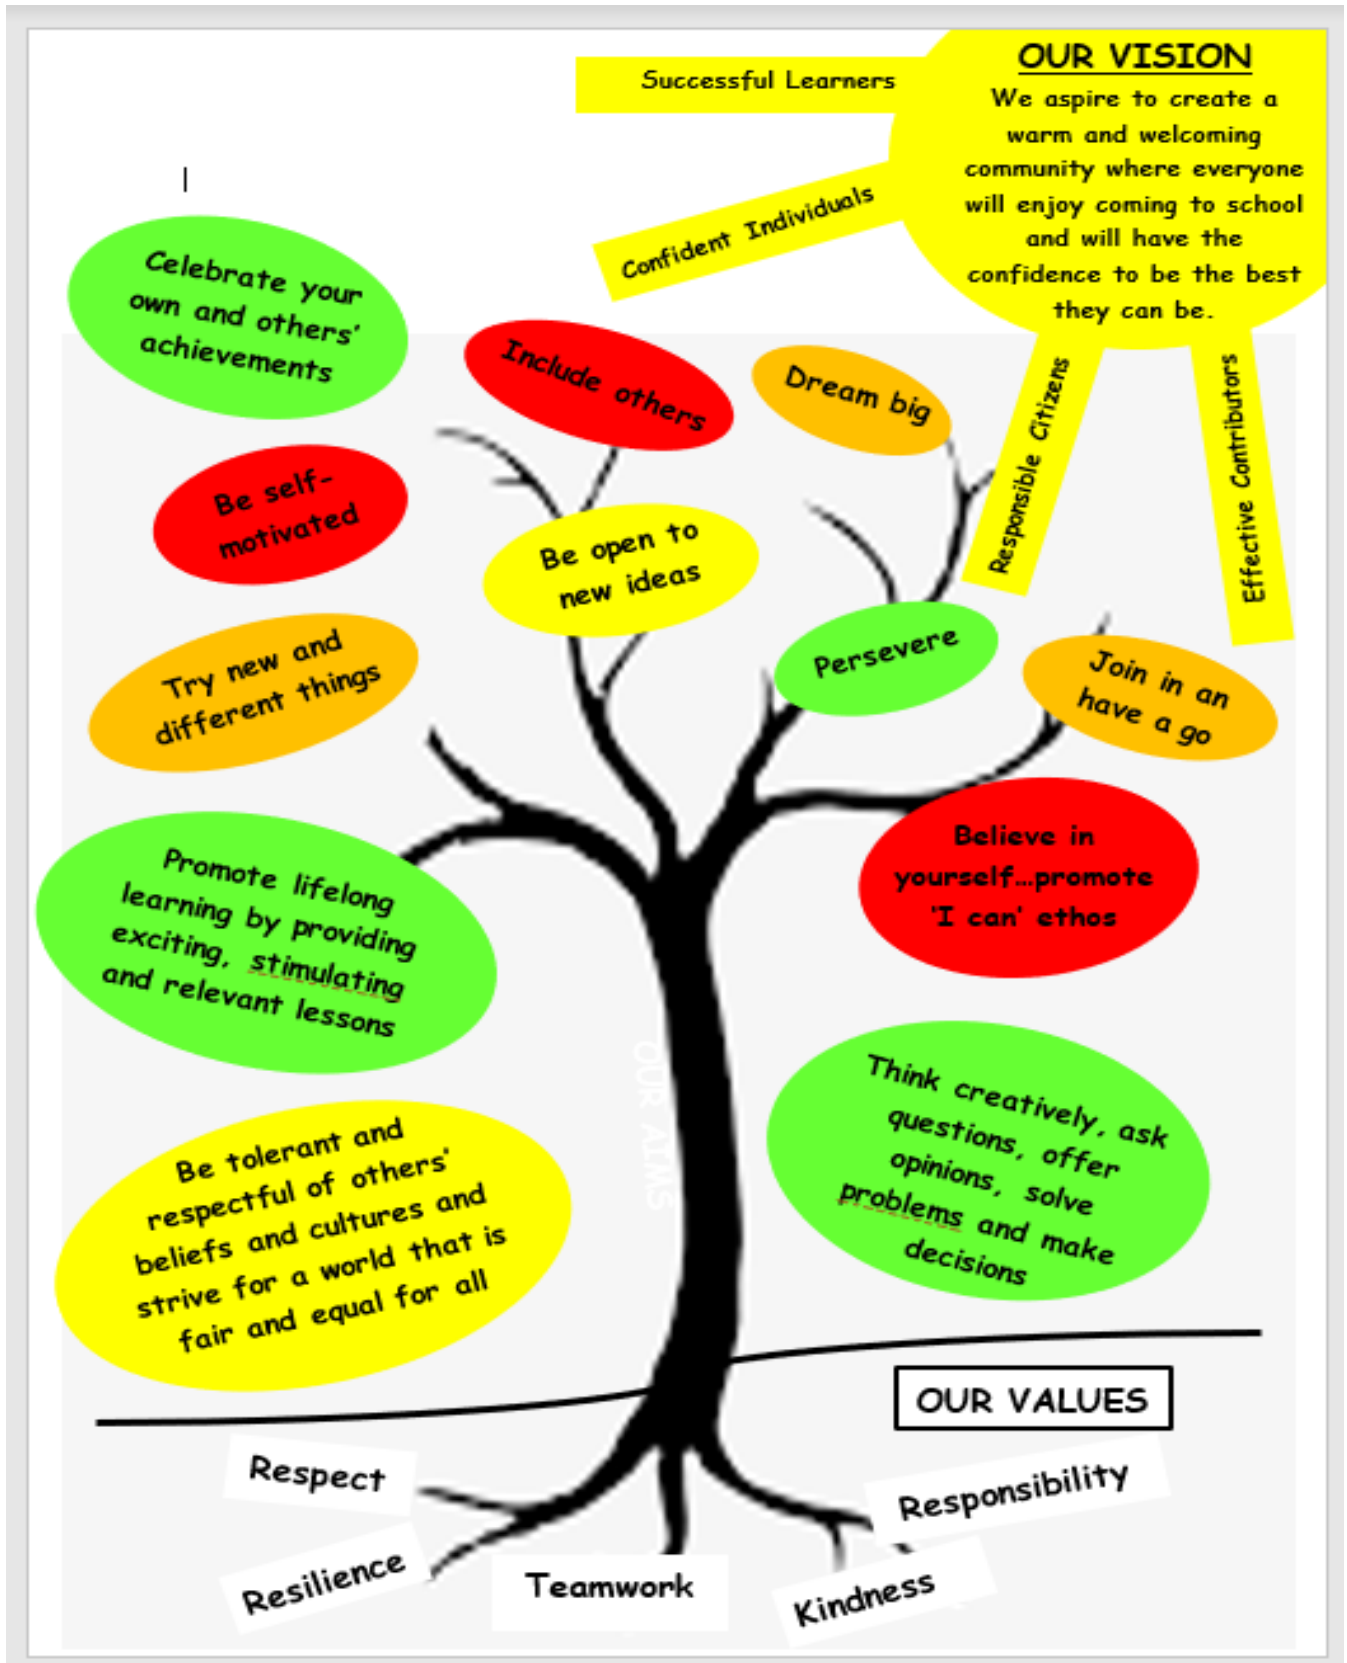 OUR VISION
We aspire to create a
warm and welcoming
community where everyone
will enjoy coming to school
and will have the
confidence to be the best
they can be.
Successful Learners
Confident Individuals
Responsible Citizens
Effective Contributors
Celebrate your
own and others'
achievements
Include others
Dream big
Be self-
motivated
Be open to
new ideas
Try new and
different things
Persevere
Join in an
have a go
Promote lifelong
learning by providing
exciting, stimulating
and relevant lessons
Believe in
yourself…promote
'I can' ethos
OUR AIMS
Think creatively, ask
questions, offer
opinions, solve
problems and make
decisions
Be tolerant and
respectful of others'
beliefs and cultures and
strive for a world that is
fair and equal for all
OUR VALUES
Respect
Responsibility
Resilience
Teamwork
Kindness